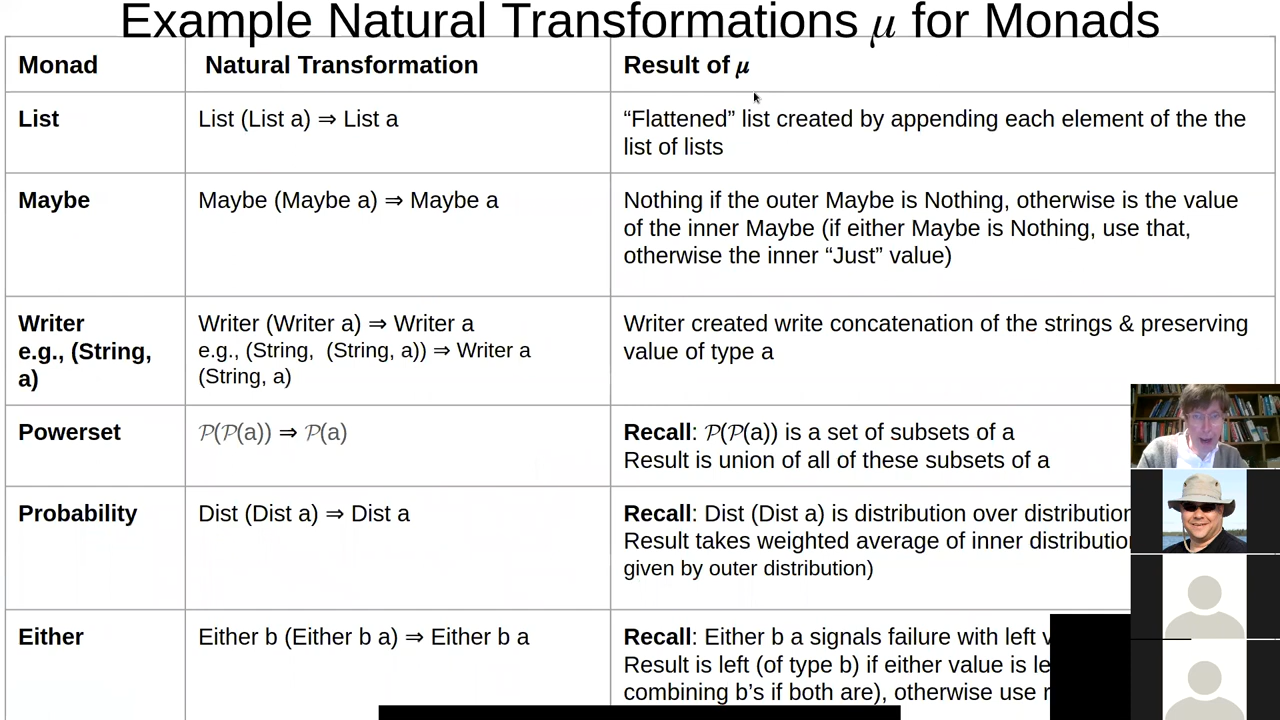 Example Natural Transformations μ for Monads
Monad Natural Transformation Result of μ
List List (List a) ⇒ List a “Flattened” list created by appending each element of the the
list of lists
Maybe Maybe (Maybe a) ⇒ Maybe a Nothing if the outer Maybe is Nothing, otherwise is the value
of the inner Maybe (if either Maybe is Nothing, use that,
otherwise the inner “Just” value)
Writer Writer (Writer a) ⇒ Writer a Writer created write concatenation of the strings & preserving
e.g., (String, e.g., (String, (String, a)) ⇒ Writer a value of type a
a) (String, a)
Powerset 𝒫(𝒫(a)) ⇒ 𝒫(a) Recall: 𝒫(𝒫(a)) is a set of subsets of a
Result is union of all of these subsets of a
Probability Dist (Dist a) ⇒ Dist a Recall: Dist (Dist a) is distribution over
Result takes weighted average of inner
given by outer distribution)
Either Either b (Either b a) ⇒ Either b a Recall: Either b a signals failure with left
Result is left (of type b) if either value is
combining b’s if both are), otherwise use